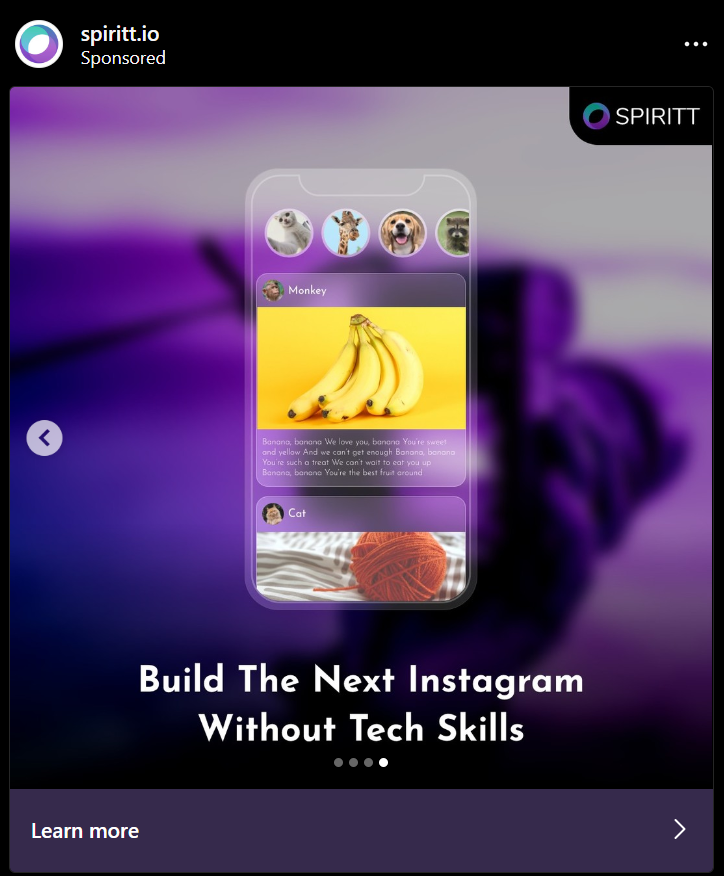 spiritt.io
Sponsored
SPIRITT
Monkey
Banana, banana We love you, banana You're sweet
and yellow And we can't get enough Banana, banana
You're such a treat We can't wait to eat you up
Banana, banana You're the best fruit around
Cat
Build The Next Instagram
Without Tech Skills
Learn more